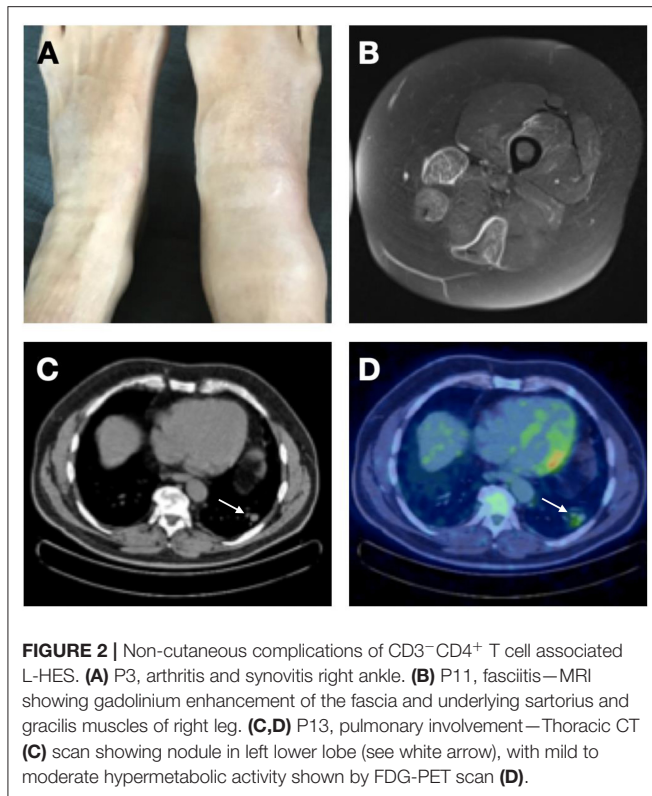 A
B
C
D
FIGURE 2 | Non-cutaneous complications of CD3⁻CD4⁺ T cell associated
L-HES. (A) P3, arthritis and synovitis right ankle. (B) P11, fasciitis—MRI
showing gadolinium enhancement of the fascia and underlying sartorius and
gracilis muscles of right leg. (C,D) P13, pulmonary involvement—Thoracic CT
(C) scan showing nodule in left lower lobe (see white arrow), with mild to
moderate hypermetabolic activity shown by FDG-PET scan (D).